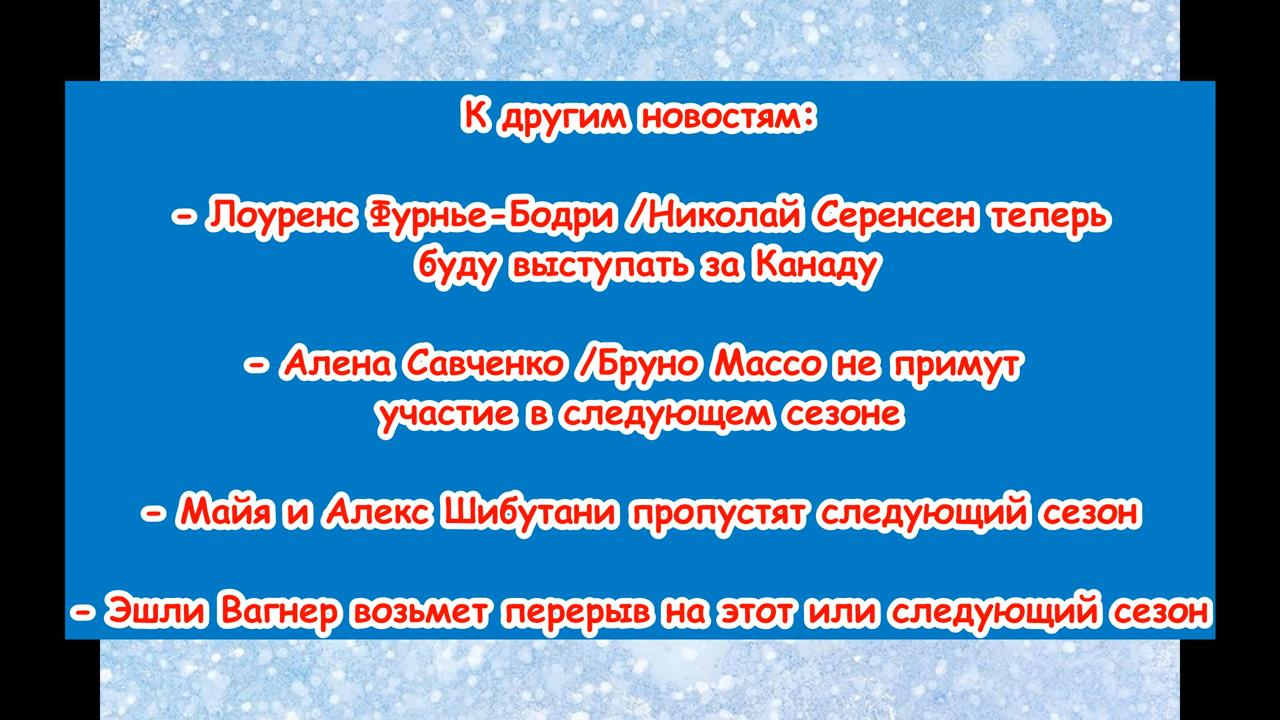 К другим новостям:
- Лоуренс Фурнье-Бодри /Николай Серенсен теперь
буду выступать за Канаду
- Алена Савченко /Бруно Массо не примут
участие в следующем сезоне
- Майя и Алекс Шибутани пропустят следующий сезон
- Эшли Вагнер возьмет перерыв на этот или следующий сезон